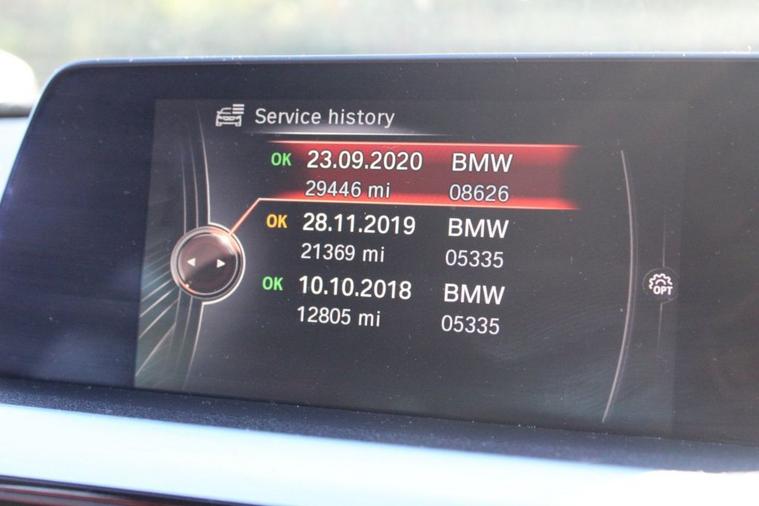 Service history
OK 23.09.2020 BMW
29446 mi 08626
OK 28.11.2019 BMW
21369 mi 05335
OK 10.10.2018 BMW
12805 mi 05335
OPT